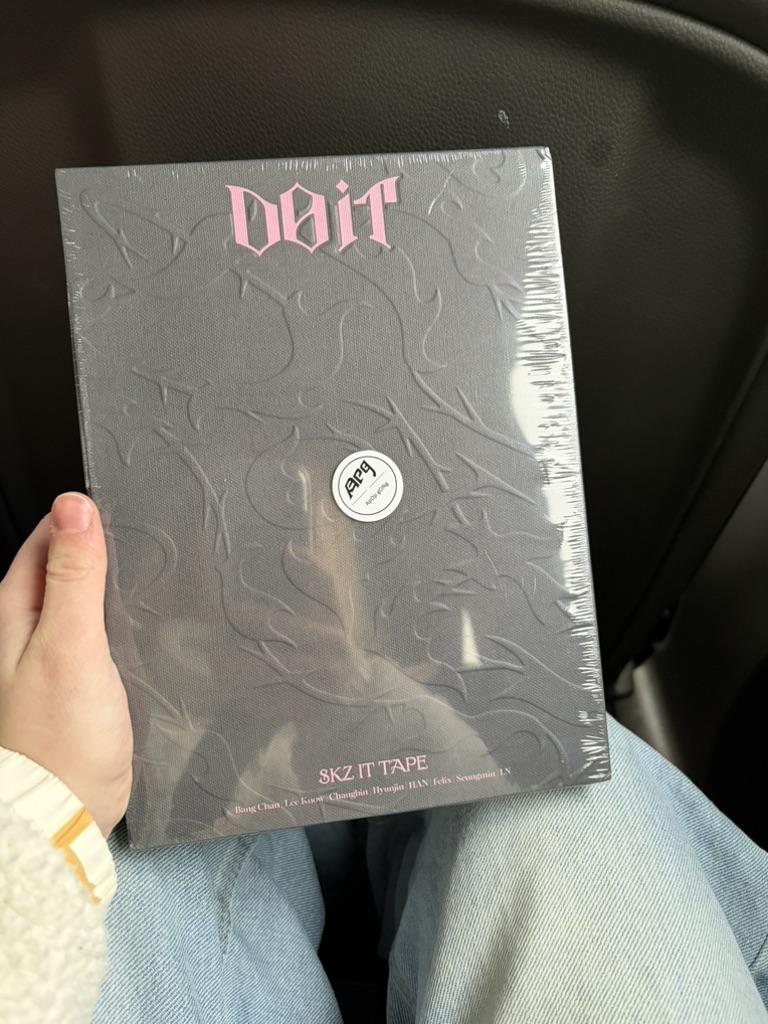 DO iT
SKZ IT TAPE
Bang Chan | Lee Know | Changbin | Hyunjin | HAN | Felix | Seungmin | I.N